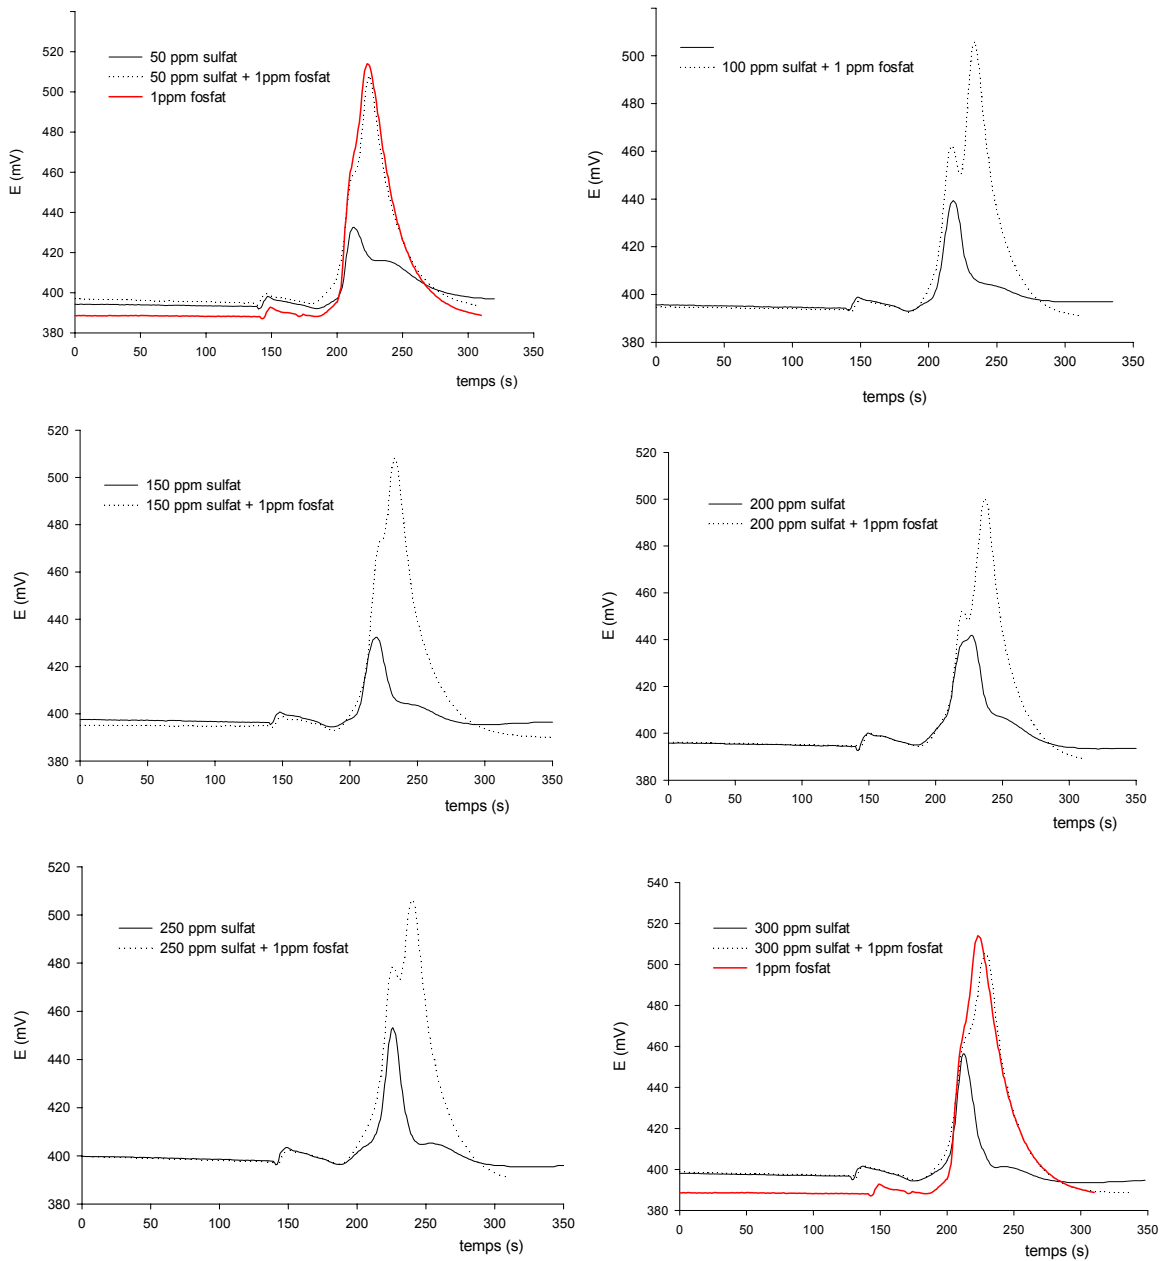 520
500
480
460
440
420
400
380
E (mV)
50 ppm sulfat
50 ppm sulfat + 1ppm fosfat
1ppm fosfat
0 50 100 150 200 250 300 350
temps (s)
500
480
460
440
420
400
380
E (mV)
100 ppm sulfat + 1 ppm fosfat
0 50 100 150 200 250 300 350
temps (s)
520
500
480
460
440
420
400
380
E (mV)
150 ppm sulfat
150 ppm sulfat + 1ppm fosfat
0 50 100 150 200 250 300 350
temps (s)
520
500
480
460
440
420
400
380
E (mV)
200 ppm sulfat
200 ppm sulfat + 1ppm fosfat
0 50 100 150 200 250 300 350
temps (s)
520
500
480
460
440
420
400
380
E (mV)
250 ppm sulfat
250 ppm sulfat + 1ppm fosfat
0 50 100 150 200 250 300 350
temps (s)
540
520
500
480
460
440
420
400
380
E (mV)
300 ppm sulfat
300 ppm sulfat + 1ppm fosfat
1ppm fosfat
0 50 100 150 200 250 300 350
temps (s)